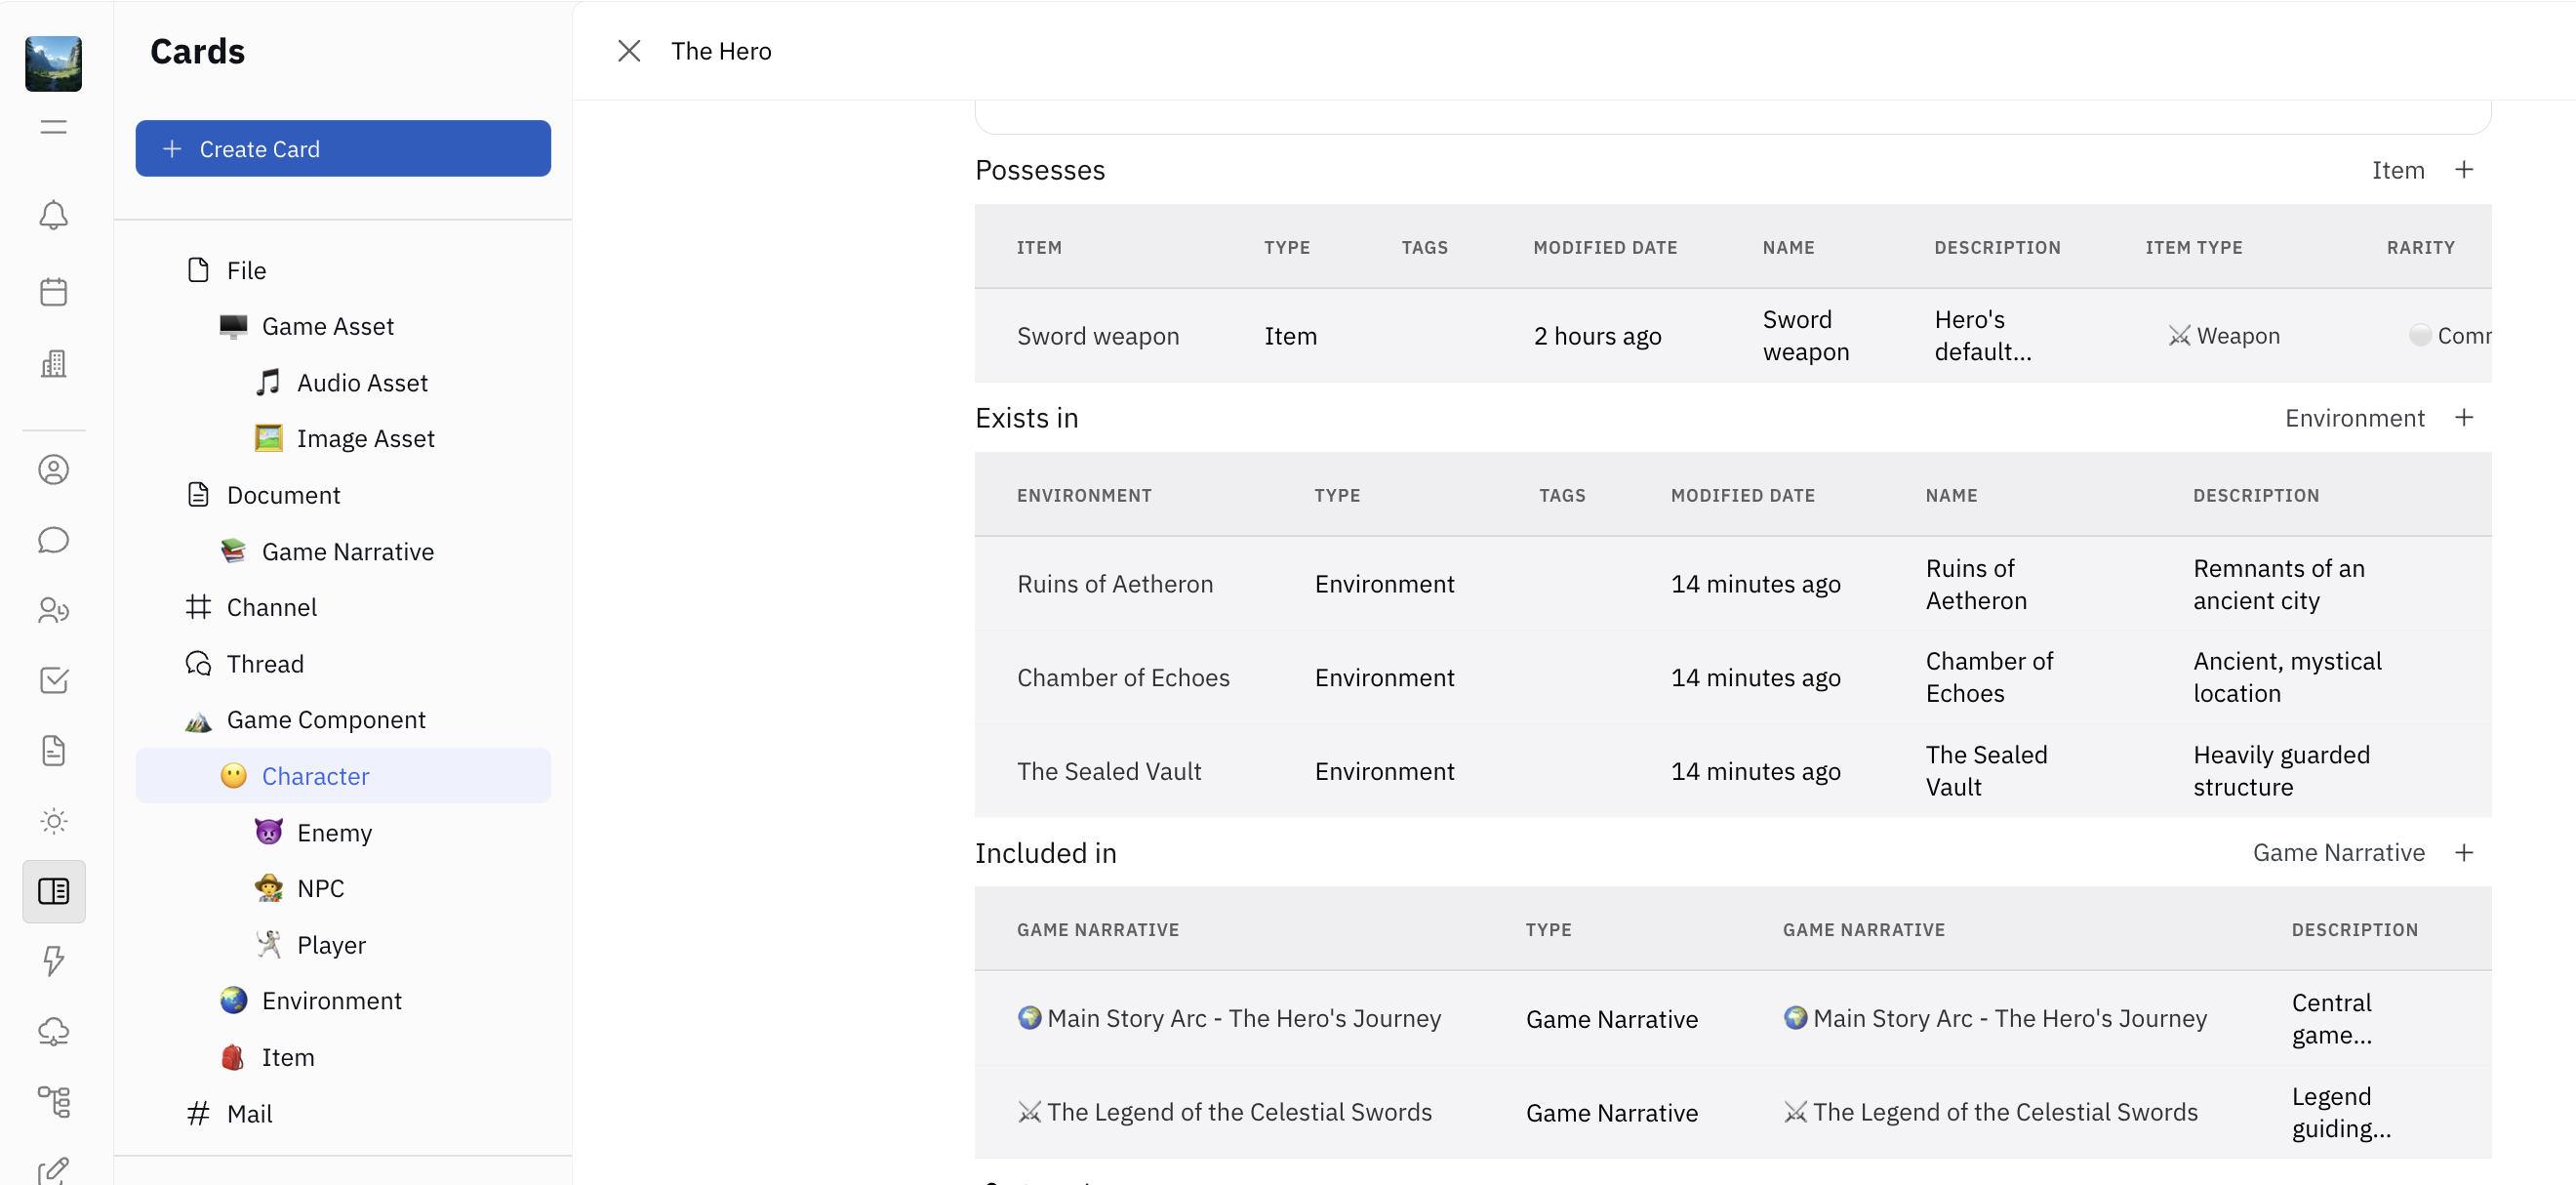 Cards
The Hero
Create Card
File
Game Asset
Audio Asset
Image Asset
Document
Game Narrative
Channel
Thread
Game Component
Character
Enemy
NPC
Player
Environment
Item
Mail
Possesses
Item
ITEM TYPE TAGS MODIFIED DATE NAME DESCRIPTION ITEM TYPE RARITY
Sword weapon Item 2 hours ago Sword weapon Hero's default... Weapon
Exists in
Environment
ENVIRONMENT TYPE TAGS MODIFIED DATE NAME DESCRIPTION
Ruins of Aetheron Environment 14 minutes ago Ruins of Aetheron Remnants of an ancient city
Chamber of Echoes Environment 14 minutes ago Chamber of Echoes Ancient, mystical location
The Sealed Vault Environment 14 minutes ago The Sealed Vault Heavily guarded structure
Included in
Game Narrative
GAME NARRATIVE TYPE GAME NARRATIVE DESCRIPTION
Main Story Arc - The Hero's Journey Game Narrative Main Story Arc - The Hero's Journey Central game...
The Legend of the Celestial Swords Game Narrative The Legend of the Celestial Swords Legend guiding...